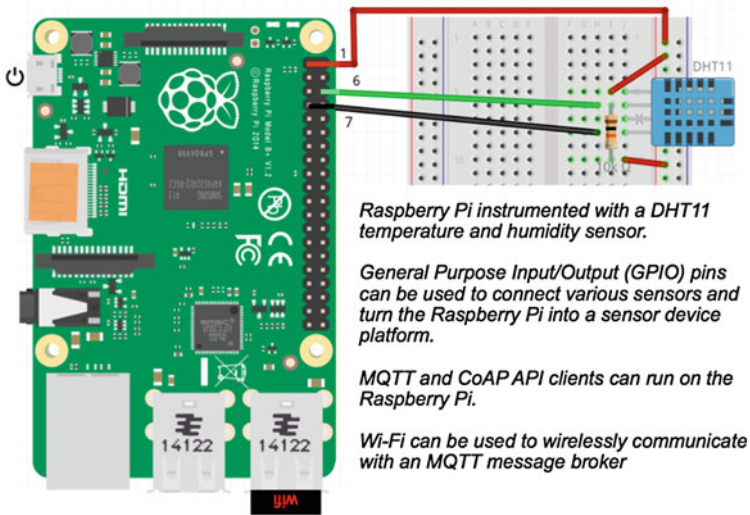 1
6
7
DHT11
10kΩ
Raspberry Pi Model B+ V1.2
© Raspberry Pi 2014
HDMI
FC
CE
14122
14122
wifi
Raspberry Pi instrumented with a DHT11
temperature and humidity sensor.
General Purpose Input/Output (GPIO) pins
can be used to connect various sensors and
turn the Raspberry Pi into a sensor device
platform.
MQTT and CoAP API clients can run on the
Raspberry Pi.
Wi-Fi can be used to wirelessly communicate
with an MQTT message broker